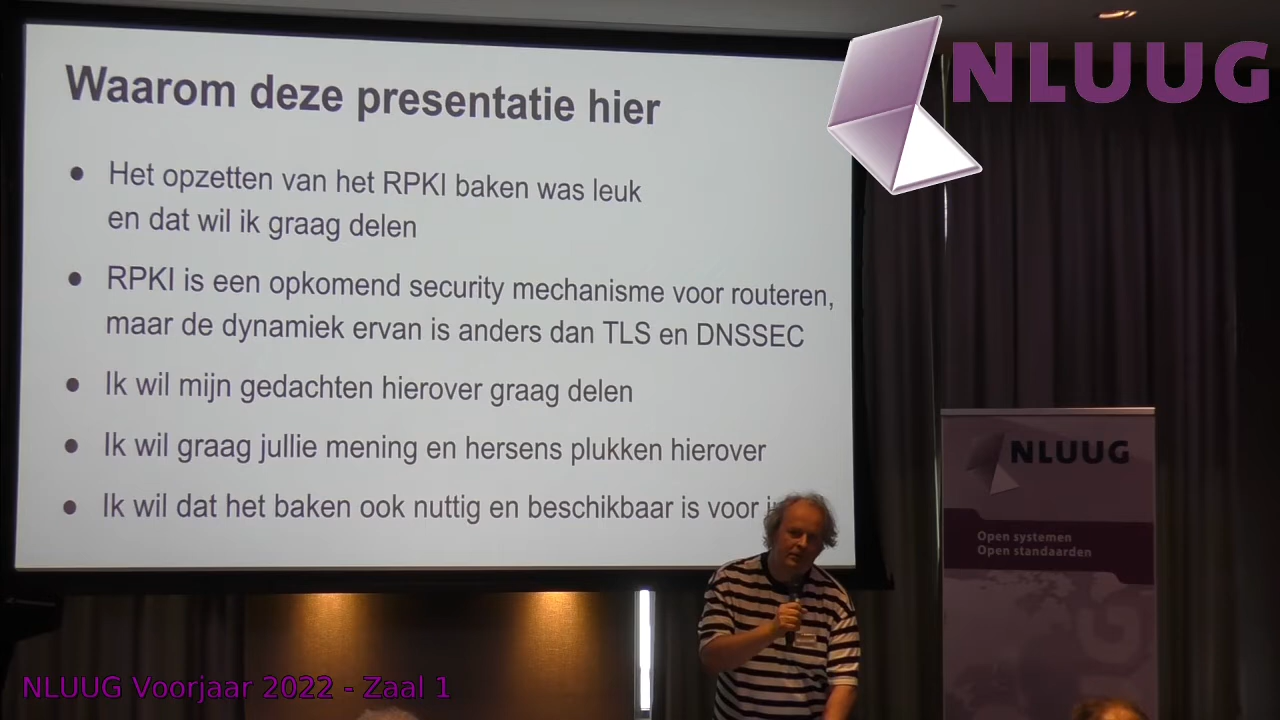 NLUUG
Waarom deze presentatie hier
• Het opzetten van het RPKI baken was leuk
en dat wil ik graag delen
• RPKI is een opkomend security mechanisme voor routeren,
maar de dynamiek ervan is anders dan TLS en DNSSEC
• Ik wil mijn gedachten hierover graag delen
• Ik wil graag jullie mening en hersens plukken hierover
• Ik wil dat het baken ook nuttig en beschikbaar is voor
NLUUG
Open systemen
Open standaarden
NLUUG Voorjaar 2022 - Zaal 1